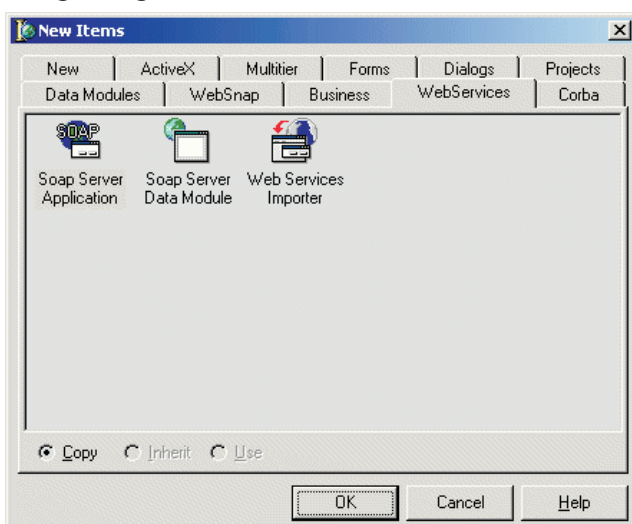 New Items
New ActiveX Multitier Forms Dialogs Projects
Data Modules WebSnap Business WebServices Corba
SOAP
Soap Server Application
Soap Server Data Module
Web Services Importer
Copy Inherit Use
OK Cancel Help